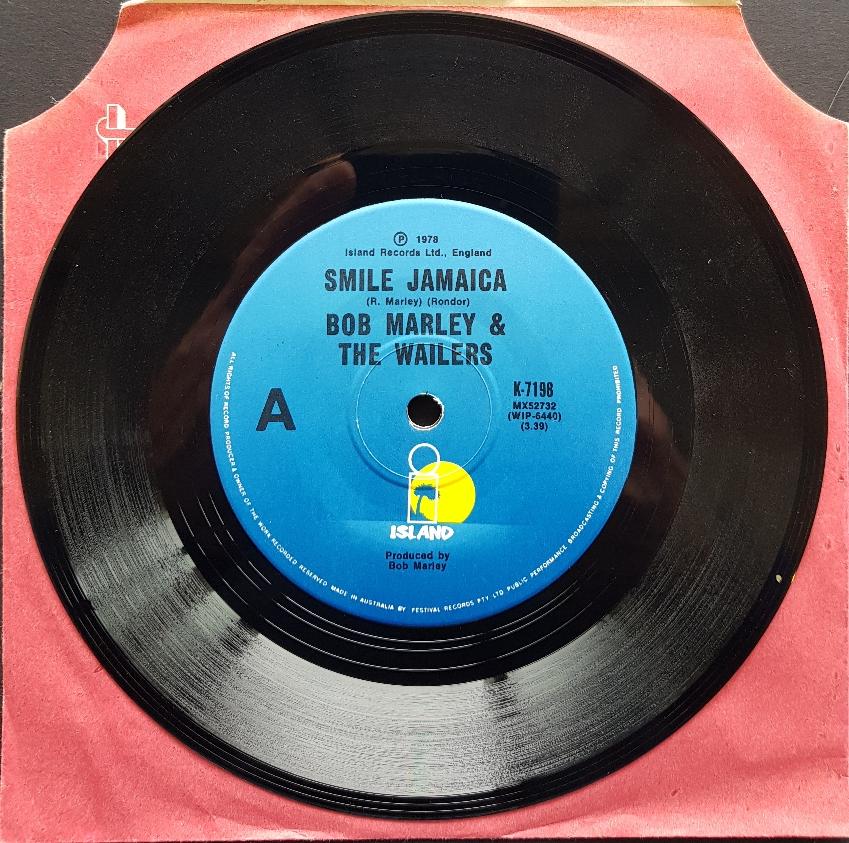 ℗ 1978
Island Records Ltd., England
SMILE JAMAICA
(R. Marley) (Rondor)
BOB MARLEY &
THE WAILERS
A
K-7198
MX52732
(WIP-6440)
(3.39)
ISLAND
Produced by
Bob Marley
ALL RIGHTS OF RECORD PRODUCER & OWNER OF THE WORK RECORDED RESERVED MADE IN AUSTRALIA BY FESTIVAL RECORDS PTY LTD PUBLIC PERFORMANCE BROADCASTING & COPYING OF THIS RECORD PROHIBITED